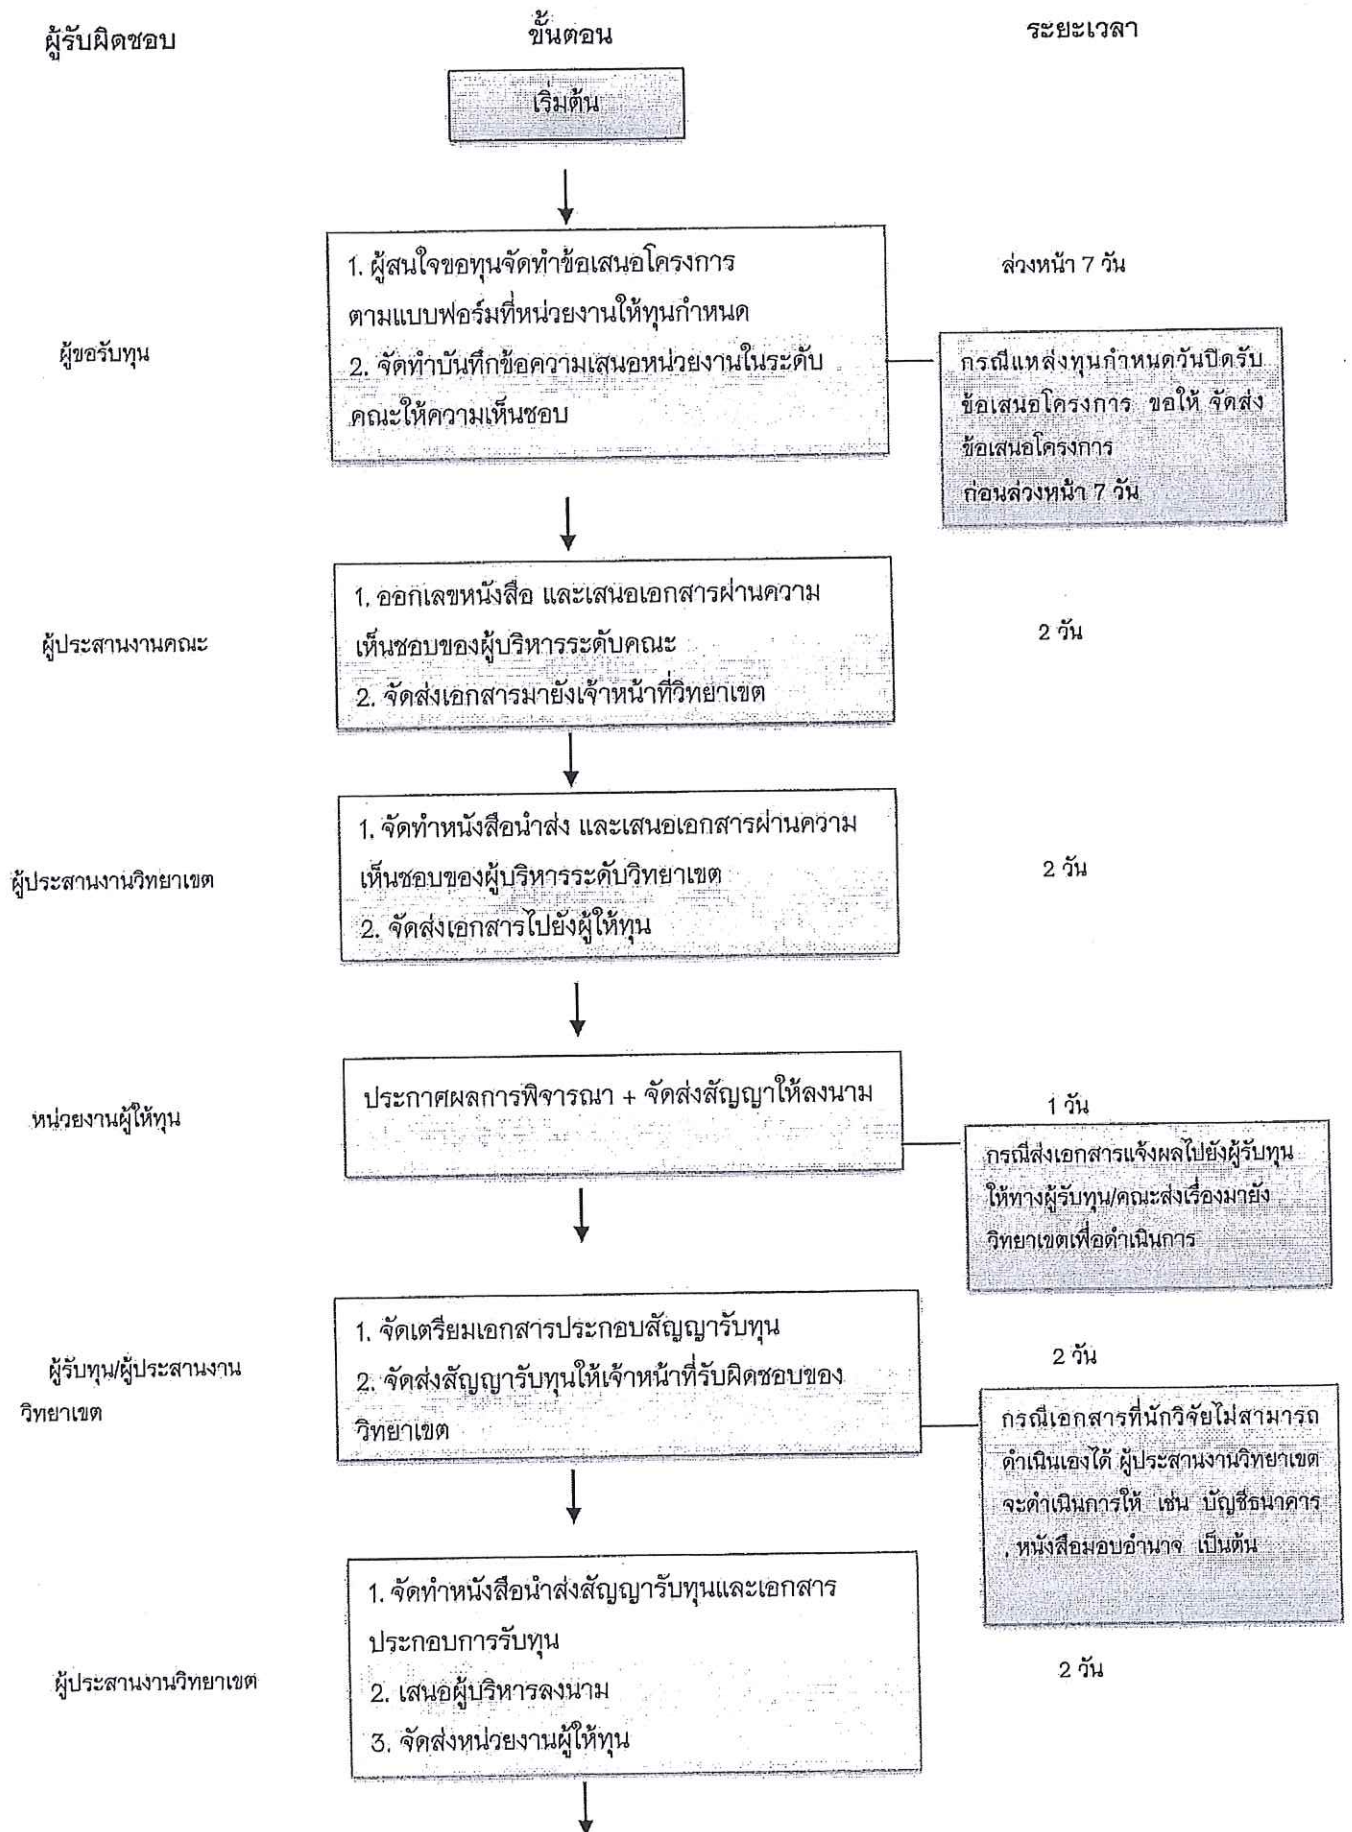 ผู้รับผิดชอบ
ขั้นตอน
ระยะเวลา
เริ่มต้น
1. ผู้สนใจขอทุนจัดทำข้อเสนอโครงการ
ตามแบบฟอร์มที่หน่วยงานให้ทุนกำหนด
2. จัดทำบันทึกข้อความเสนอหน่วยงานในระดับ
คณะให้ความเห็นชอบ
ผู้ขอรับทุน
ล่วงหน้า 7 วัน
กรณีแหล่งทุนกำหนดวันปิดรับ
ข้อเสนอโครงการ ขอให้ จัดส่ง
ข้อเสนอโครงการ
ก่อนล่วงหน้า 7 วัน
ผู้ประสานงานคณะ
1. ออกเลขหนังสือ และเสนอเอกสารผ่านความ
เห็นชอบของผู้บริหารระดับคณะ
2. จัดส่งเอกสารมายังเจ้าหน้าที่วิทยาเขต
2 วัน
ผู้ประสานงานวิทยาเขต
1. จัดทำหนังสือนำส่ง และเสนอเอกสารผ่านความ
เห็นชอบของผู้บริหารระดับวิทยาเขต
2. จัดส่งเอกสารไปยังผู้ให้ทุน
2 วัน
หน่วยงานผู้ให้ทุน
ประกาศผลการพิจารณา + จัดส่งสัญญาให้ลงนาม
1 วัน
กรณีส่งเอกสารแจ้งผลไปยังผู้รับทุน
ให้ทางผู้รับทุน/คณะส่งเรื่องมายัง
วิทยาเขตเพื่อดำเนินการ
ผู้รับทุน/ผู้ประสานงาน
วิทยาเขต
1. จัดเตรียมเอกสารประกอบสัญญารับทุน
2. จัดส่งสัญญารับทุนให้เจ้าหน้าที่รับผิดชอบของ
วิทยาเขต
2 วัน
กรณีเอกสารที่นักวิจัยไม่สามารถ
ดำเนินเองได้ ผู้ประสานงานวิทยาเขต
จะดำเนินการให้ เช่น บัญชีธนาคาร
, หนังสือมอบอำนาจ เป็นต้น
ผู้ประสานงานวิทยาเขต
1. จัดทำหนังสือนำส่งสัญญารับทุนและเอกสาร
ประกอบการรับทุน
2. เสนอผู้บริหารลงนาม
3. จัดส่งหน่วยงานผู้ให้ทุน
2 วัน